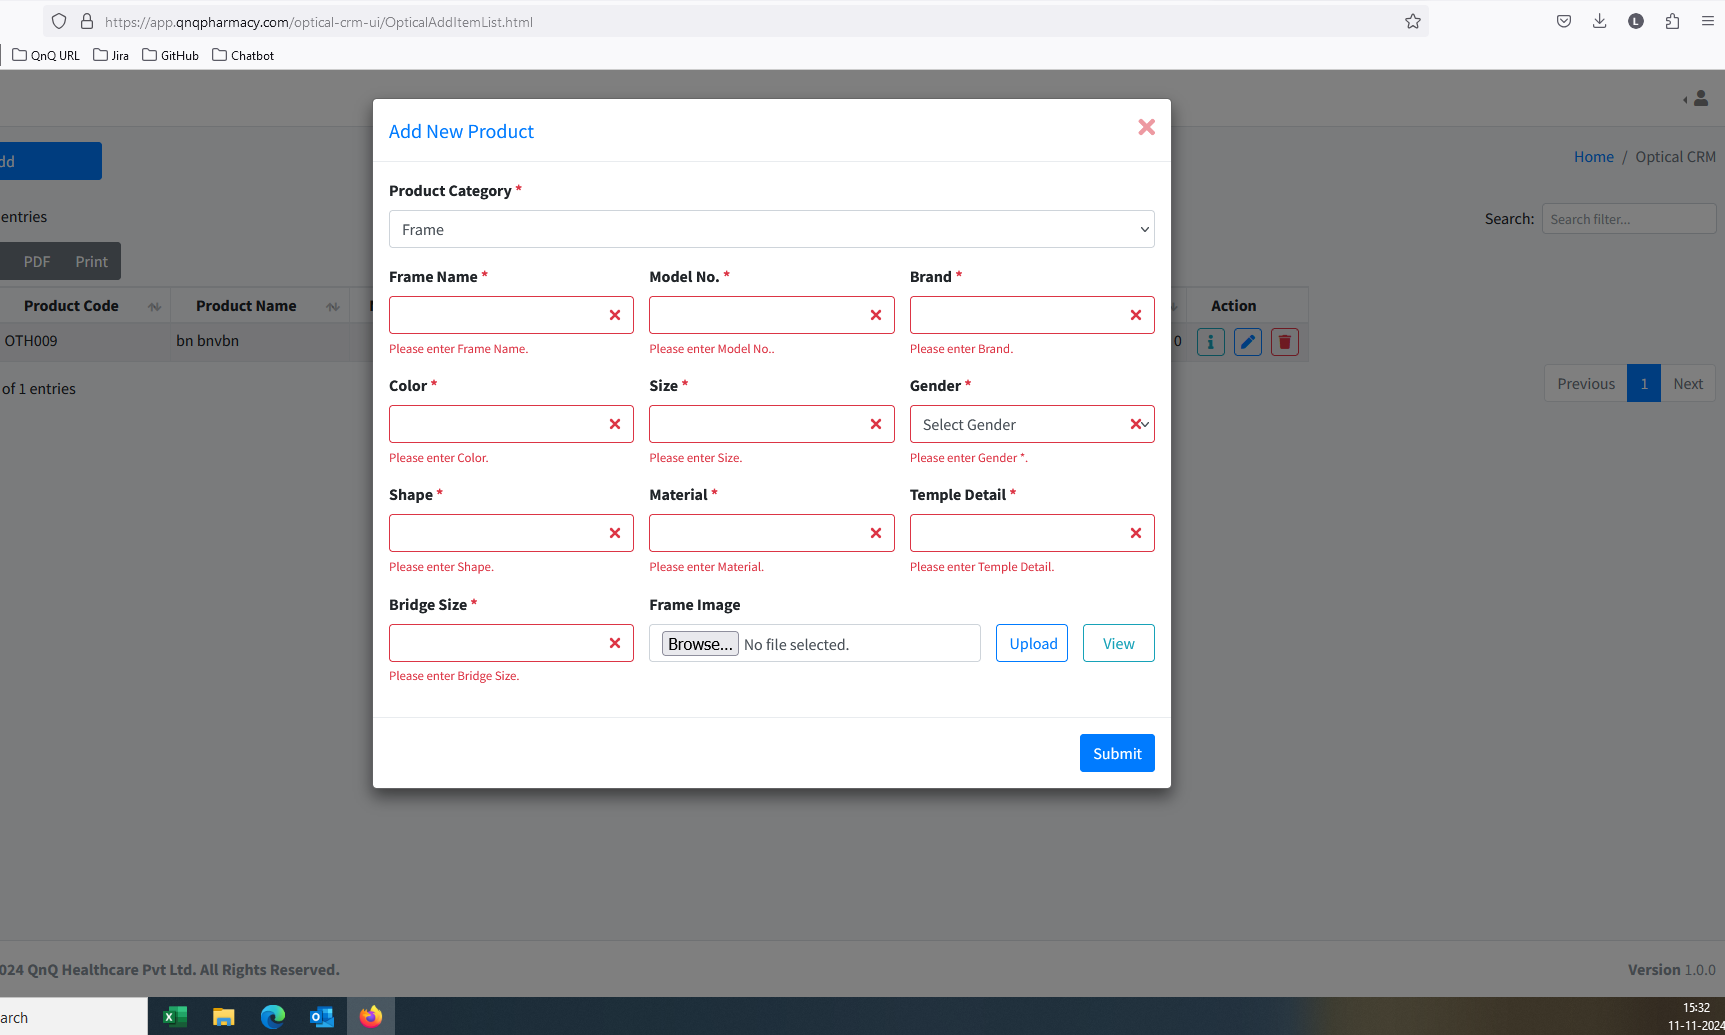 https://app.qnqpharmacy.com/optical-crm-ui/OpticalAddItemList.html
L
QnQ URL Jira GitHub Chatbot
Add New Product
dd
Home / Optical CRM
Product Category *
entries
Search: Search filter...
Frame
PDF Print
Frame Name * Model No. * Brand *
Product Code Product Name Action
OTH009 bn bnvbn 0
Please enter Frame Name. Please enter Model No.. Please enter Brand.
Color * Size * Gender *
of 1 entries
Previous 1 Next
Select Gender
Please enter Color. Please enter Size. Please enter Gender *.
Shape * Material * Temple Detail *
Please enter Shape. Please enter Material. Please enter Temple Detail.
Bridge Size * Frame Image
Browse... No file selected. Upload View
Please enter Bridge Size.
Submit
024 QnQ Healthcare Pvt Ltd. All Rights Reserved.
Version 1.0.0
arch
15:32
11-11-2024